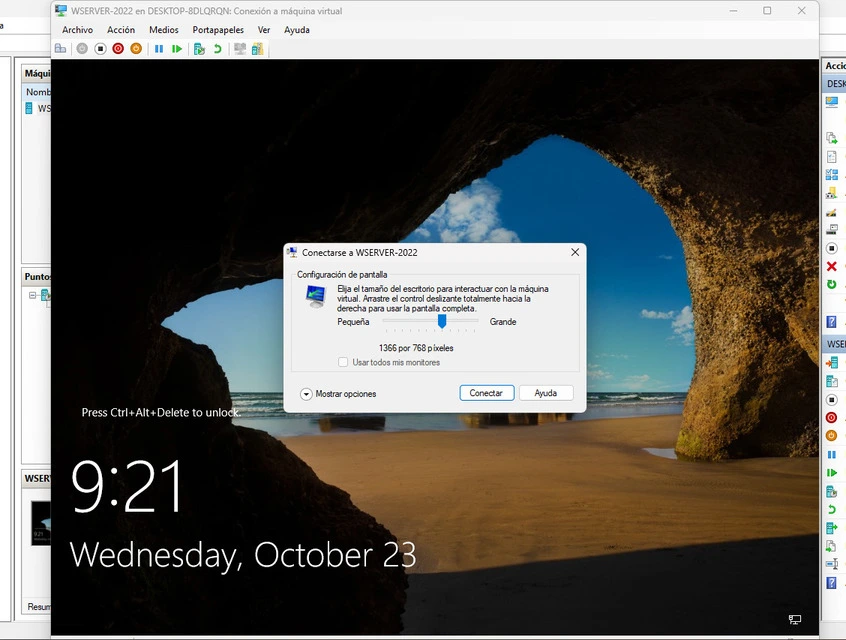 WSERVER-2022 en DESKTOP-8DLQRQN: Conexión a máquina virtual
Archivo Acción Medios Portapapeles Ver Ayuda
Máqui
Nomb
WS
Puntos
WSERV
Resum
Accio
DESK
WSE
Conectarse a WSERVER-2022
Configuración de pantalla
Elija el tamaño del escritorio para interactuar con la máquina
virtual. Arrastre el control deslizante totalmente hacia la
derecha para usar la pantalla completa.
Pequeña Grande
1366 por 768 píxeles
Usar todos mis monitores
Mostrar opciones Conectar Ayuda
Press Ctrl+Alt+Delete to unlock.
9:21
Wednesday, October 23